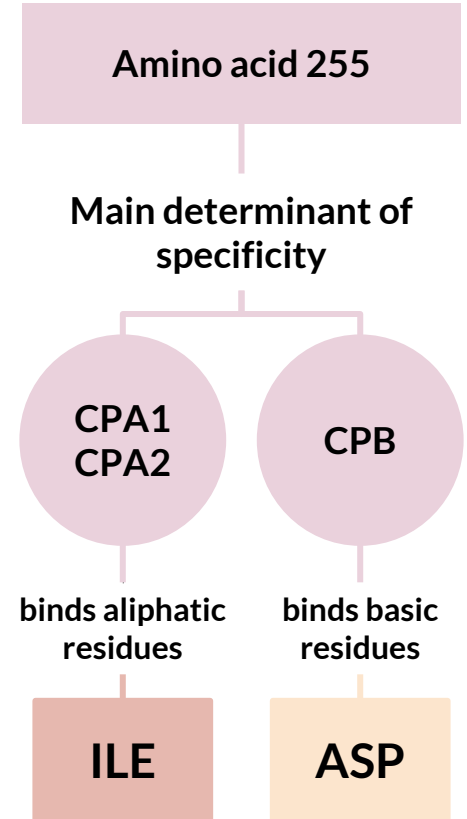 Amino acid 255
Main determinant of
specificity
CPA1
CPA2
CPB
binds aliphatic
residues
binds basic
residues
ILE
ASP